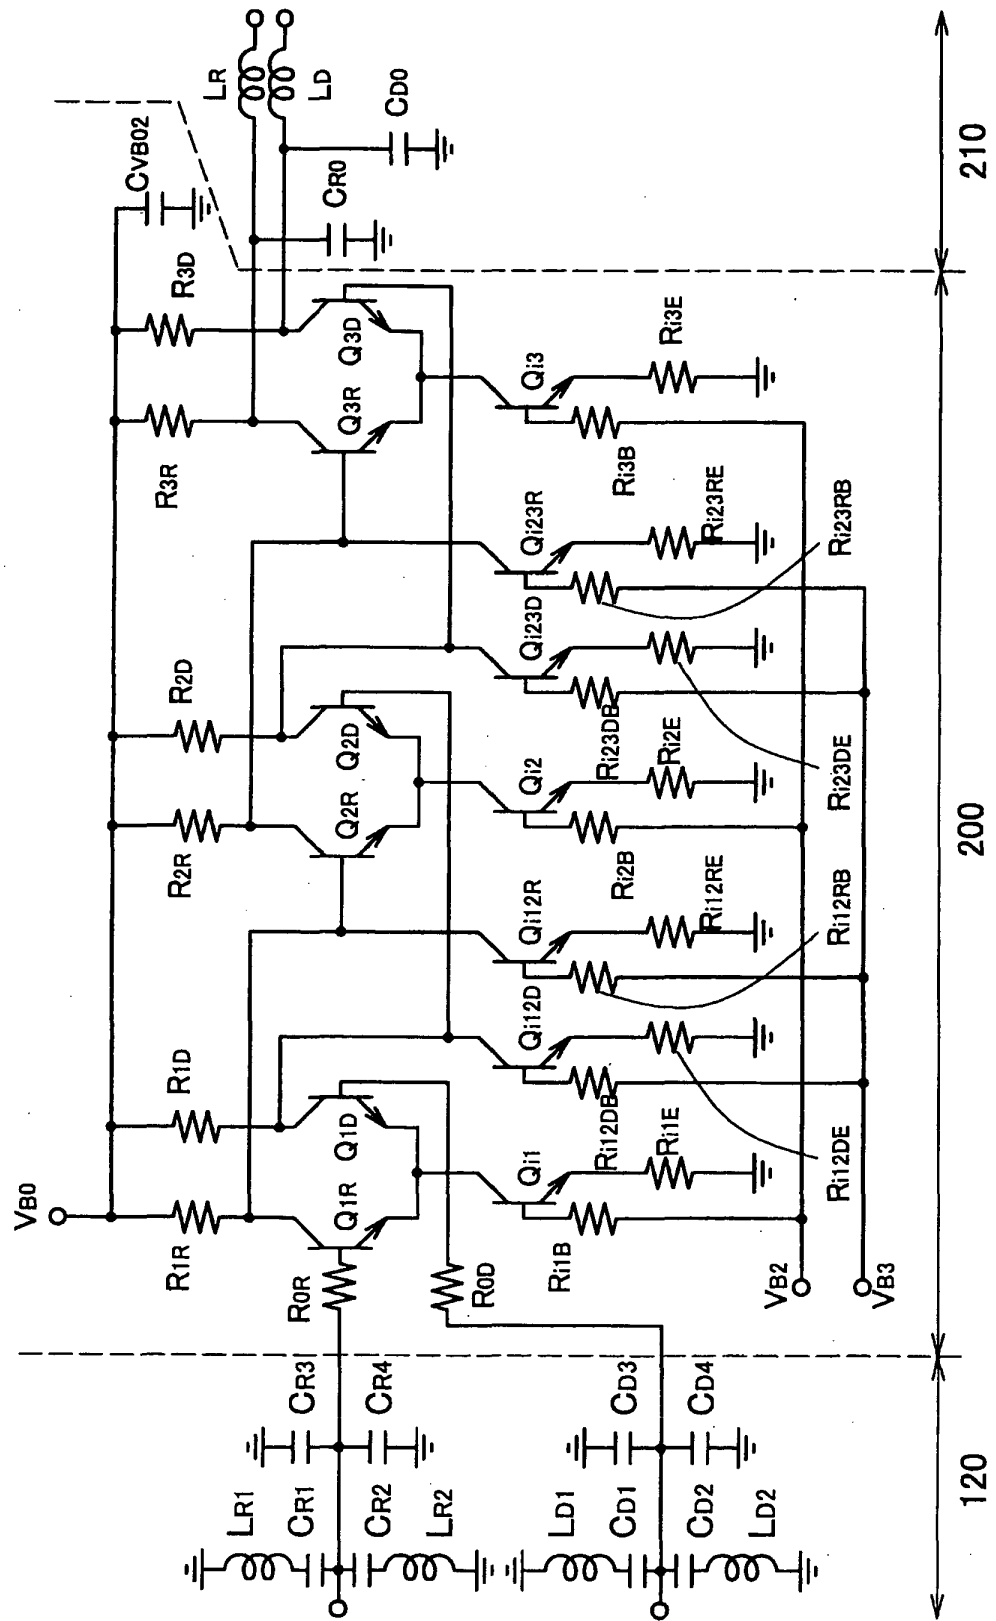 VB0
R1R
R1D
R2R
R2D
R3R
R3D
CVB02
LR
LD
CR0
CD0
R0R
R0D
Q1R
Q1D
Q2R
Q2D
Q3R
Q3D
Qi1
Qi12D
Qi12R
Qi2
Qi23D
Qi23R
Qi3
Ri1B
Ri12DB
Ri1E
Ri12RE
Ri2B
Ri23DB
Ri2E
Ri23RE
Ri3B
Ri3E
Ri12DE
Ri12RB
Ri23DE
Ri23RB
VB2
VB3
LR1
CR1
CR2
LR2
CR3
CR4
LD1
CD1
CD2
LD2
CD3
CD4
120
200
210